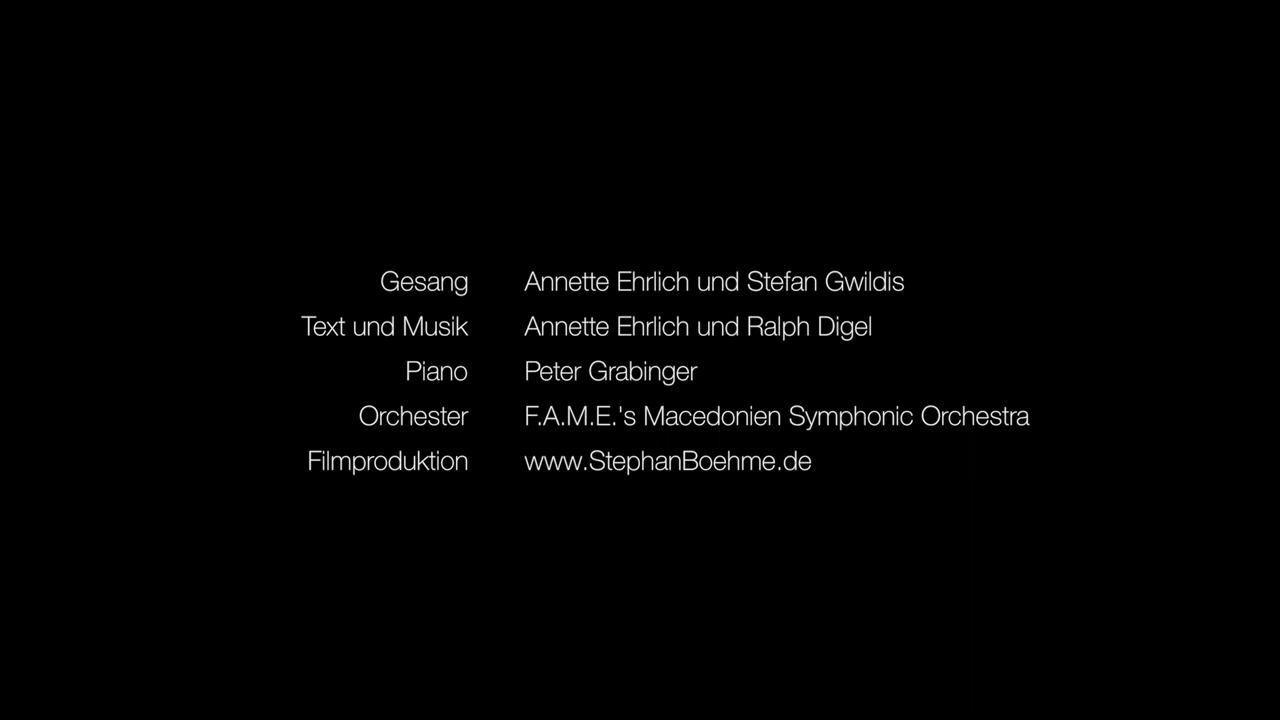 Gesang Annette Ehrlich und Stefan Gwildis
Text und Musik Annette Ehrlich und Ralph Digel
Piano Peter Grabinger
Orchester F.A.M.E.'s Macedonien Symphonic Orchestra
Filmproduktion www.StephanBoehme.de